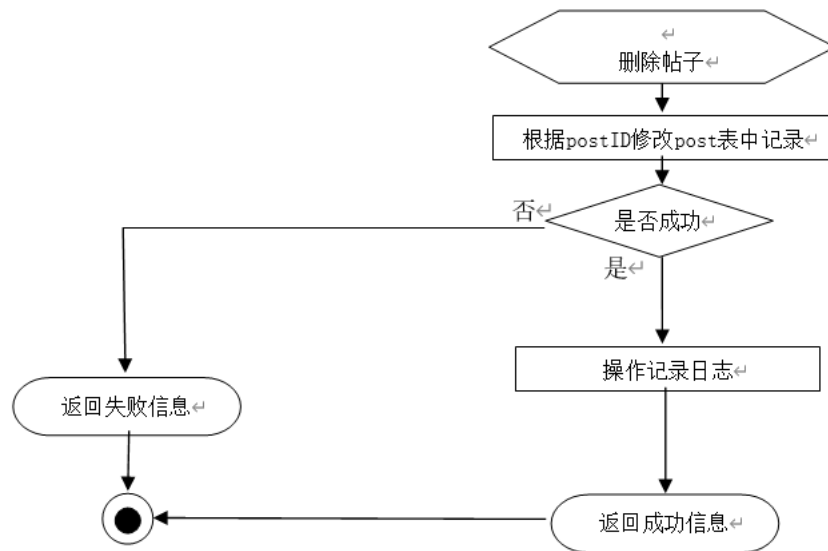 删除帖子
根据postID修改post表中记录
是否成功
否
是
操作记录日志
返回失败信息
返回成功信息